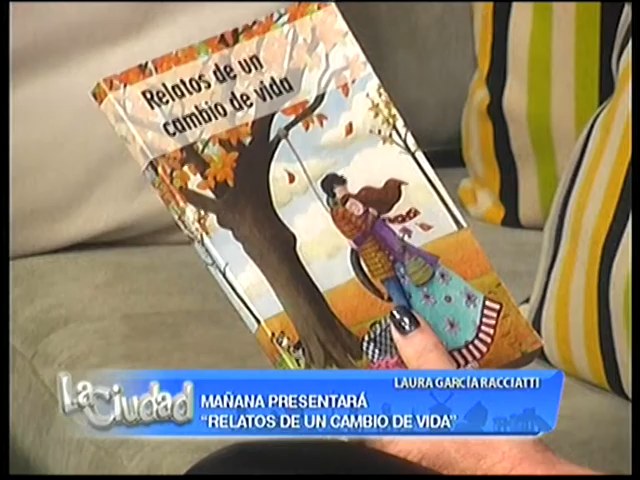 Relatos de un
cambio de vida
LAURA GARCÍA RACCIATTI
La Ciudad
MAÑANA PRESENTARÁ
“RELATOS DE UN CAMBIO DE VIDA”